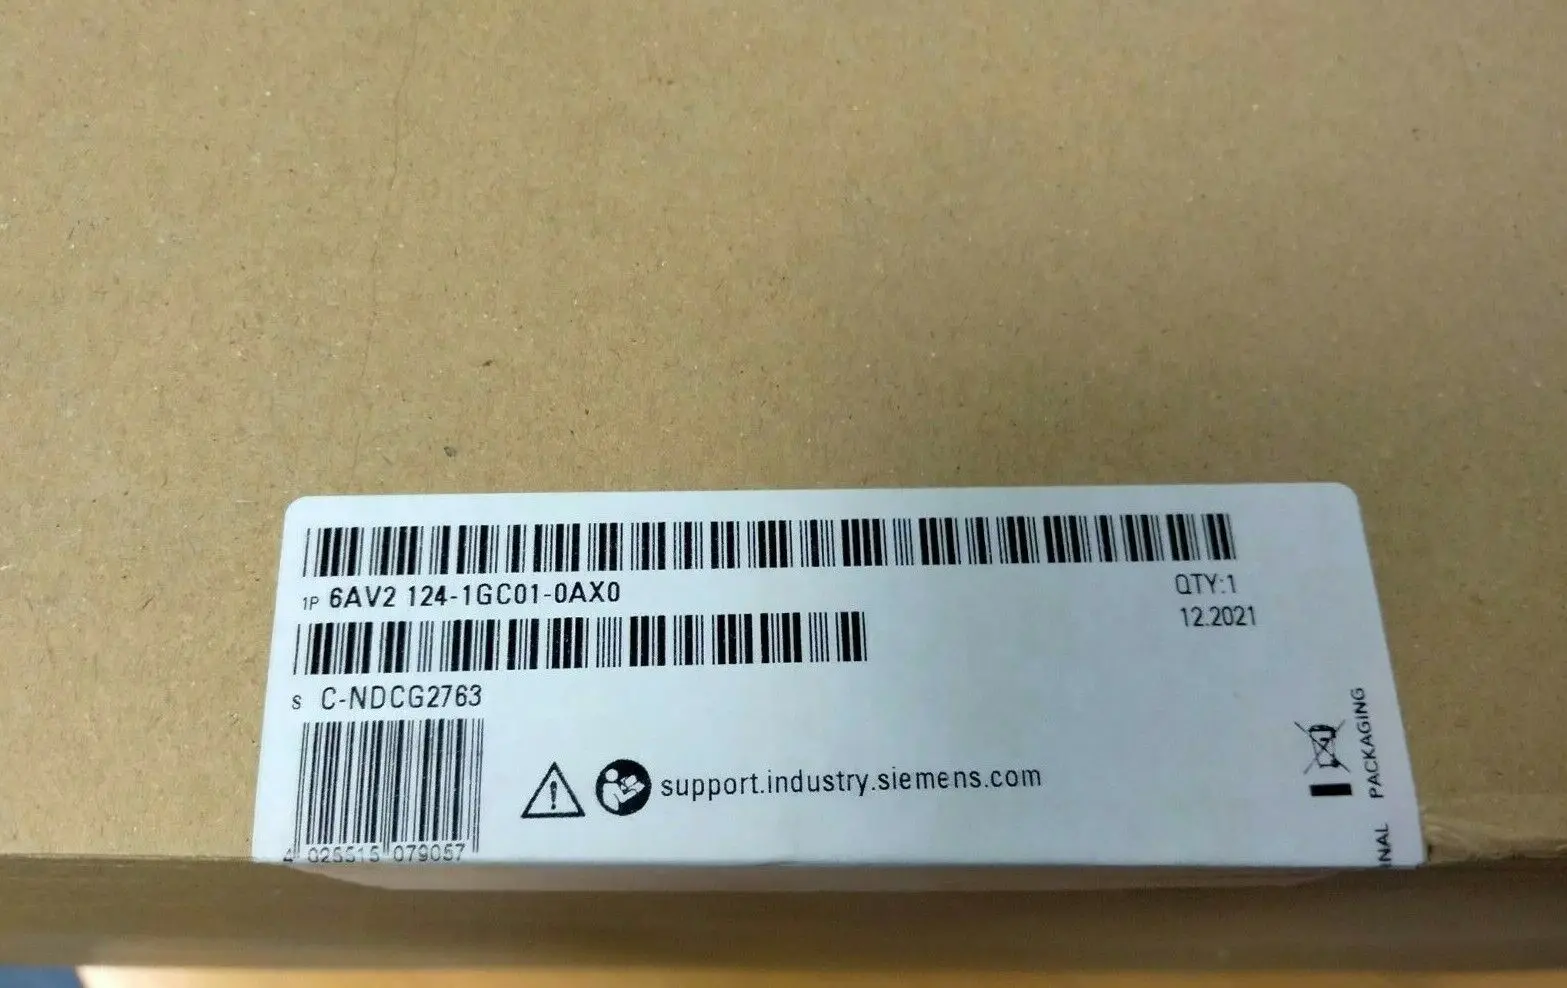 1P 6AV2 124-1GC01-0AX0
QTY:1
12.2021
S C-NDCG2763
4 025515 079057
support.industry.siemens.com
PACKAGING